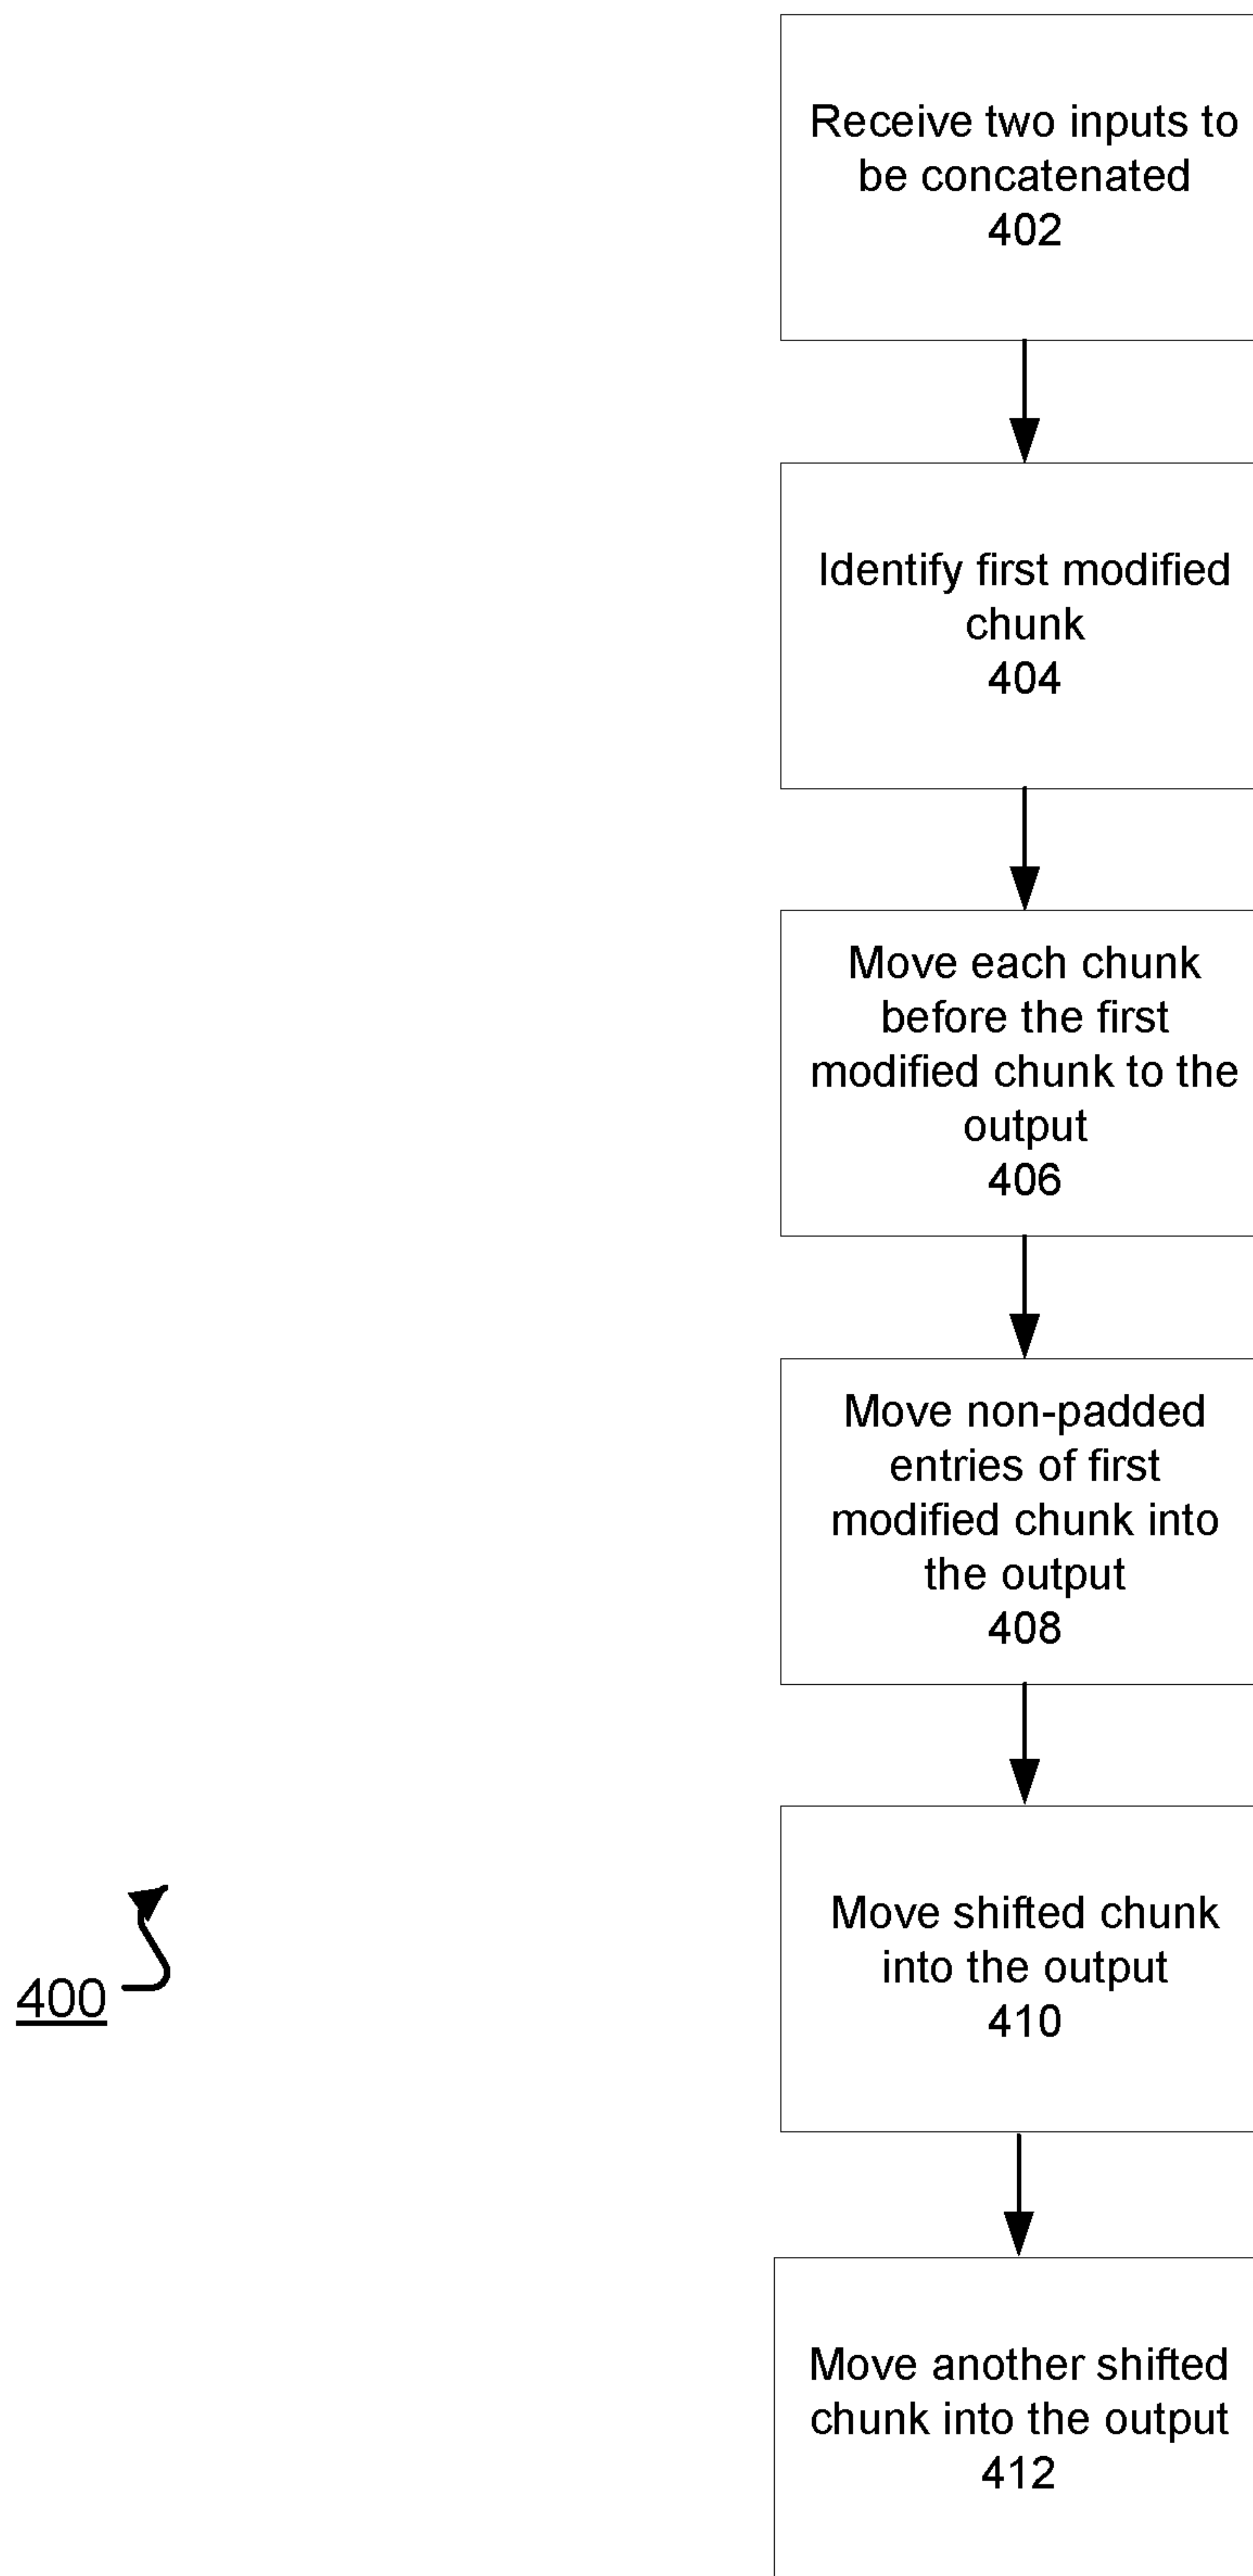 Receive two inputs to
be concatenated
402
Identify first modified
chunk
404
Move each chunk
before the first
modified chunk to the
output
406
Move non-padded
entries of first
modified chunk into
the output
408
Move shifted chunk
into the output
410
400
Move another shifted
chunk into the output
412